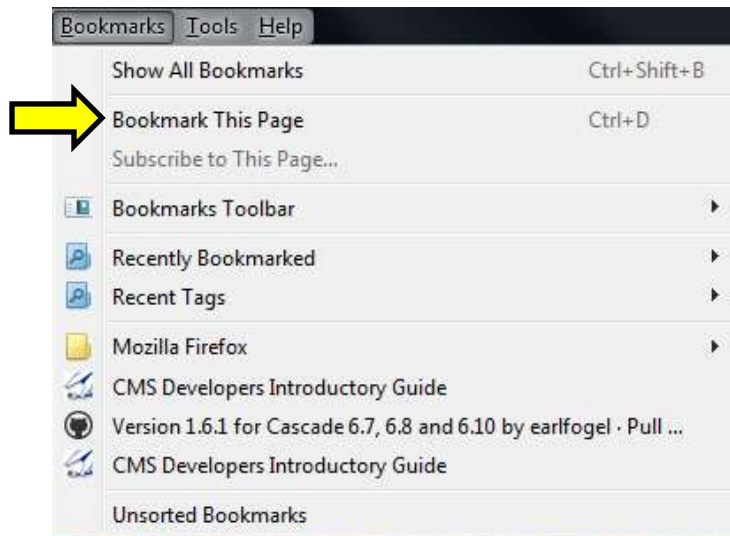 Bookmarks Tools Help
Show All Bookmarks Ctrl+Shift+B
Bookmark This Page Ctrl+D
Subscribe to This Page...
Bookmarks Toolbar
Recently Bookmarked
Recent Tags
Mozilla Firefox
CMS Developers Introductory Guide
Version 1.6.1 for Cascade 6.7, 6.8 and 6.10 by earlfogel · Pull ...
CMS Developers Introductory Guide
Unsorted Bookmarks